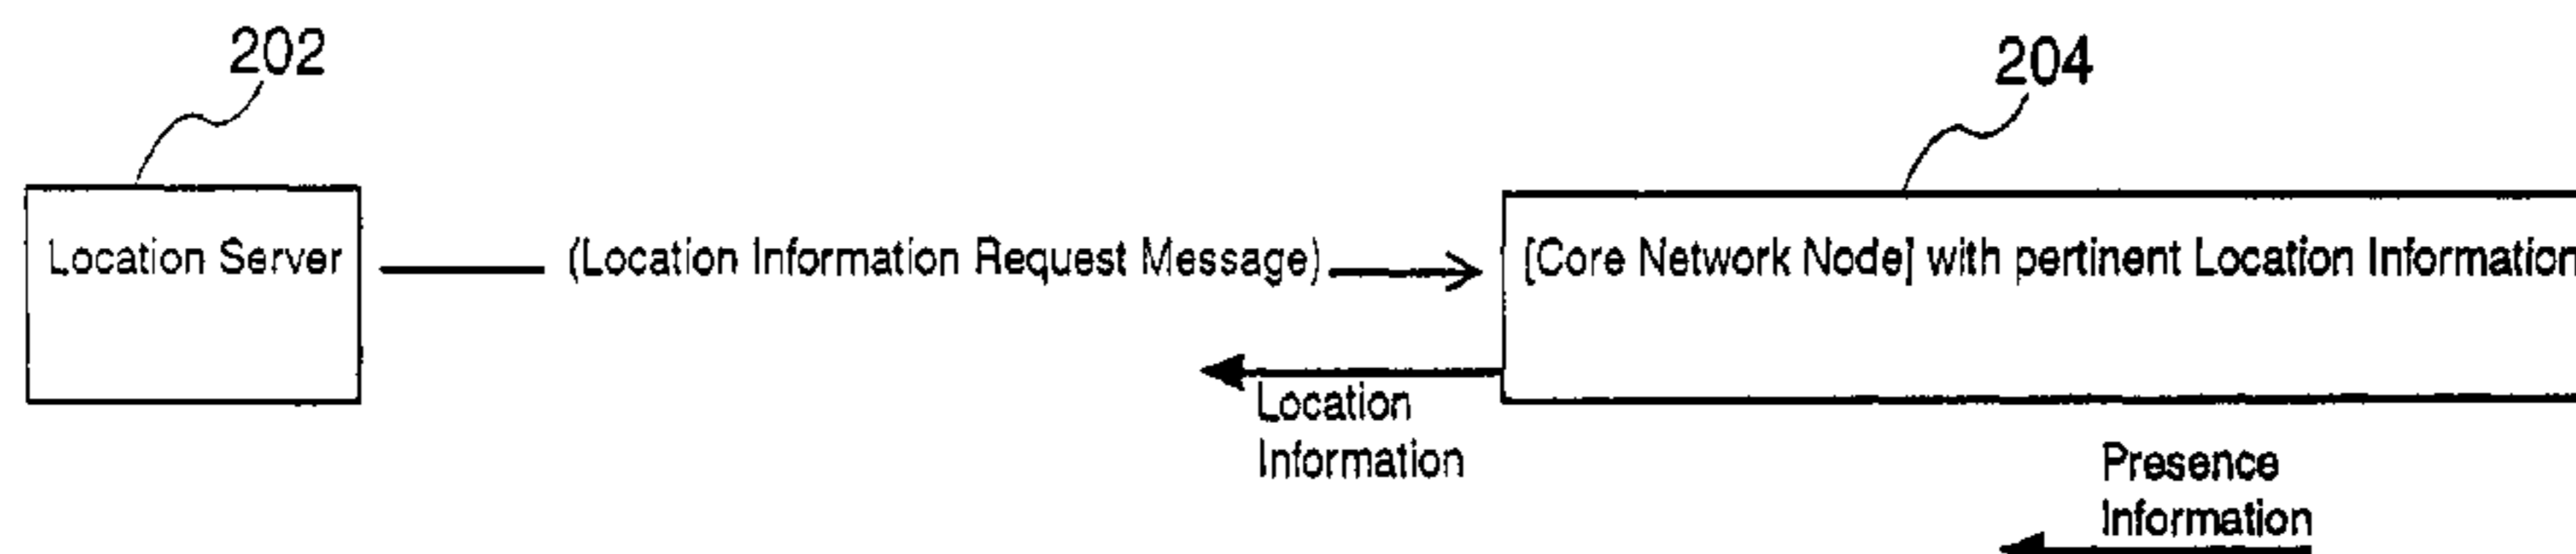 202
204
Location Server
(Location Information Request Message)
[Core Network Node] with pertinent Location Information
Location
Information
Presence
Information